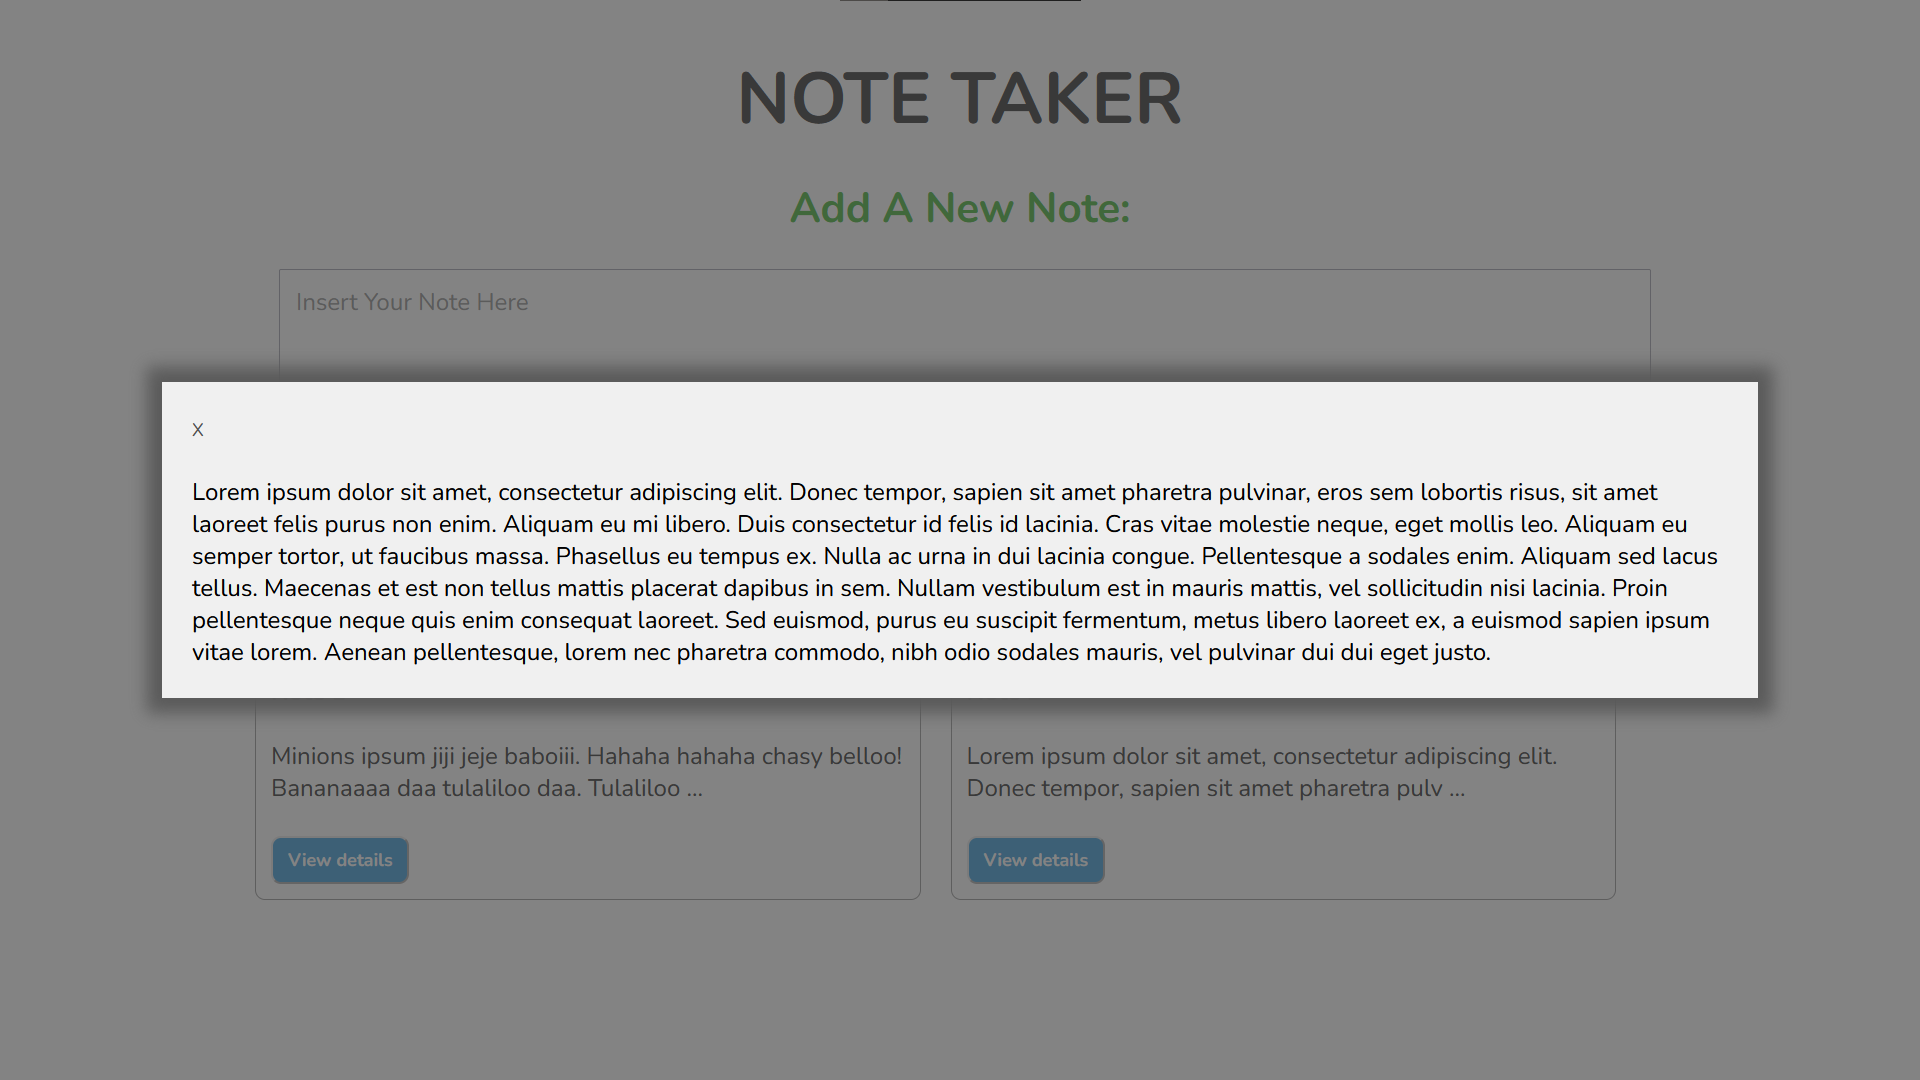 NOTE TAKER
Add A New Note:
Insert Your Note Here
X
Lorem ipsum dolor sit amet, consectetur adipiscing elit. Donec tempor, sapien sit amet pharetra pulvinar, eros sem lobortis risus, sit amet
laoreet felis purus non enim. Aliquam eu mi libero. Duis consectetur id felis id lacinia. Cras vitae molestie neque, eget mollis leo. Aliquam eu
semper tortor, ut faucibus massa. Phasellus eu tempus ex. Nulla ac urna in dui lacinia congue. Pellentesque a sodales enim. Aliquam sed lacus
tellus. Maecenas et est non tellus mattis placerat dapibus in sem. Nullam vestibulum est in mauris mattis, vel sollicitudin nisi lacinia. Proin
pellentesque neque quis enim consequat laoreet. Sed euismod, purus eu suscipit fermentum, metus libero laoreet ex, a euismod sapien ipsum
vitae lorem. Aenean pellentesque, lorem nec pharetra commodo, nibh odio sodales mauris, vel pulvinar dui dui eget justo.
Minions ipsum jiji jeje baboiii. Hahaha hahaha chasy belloo!
Bananaaaa daa tulaliloo daa. Tulaliloo ...
View details
Lorem ipsum dolor sit amet, consectetur adipiscing elit.
Donec tempor, sapien sit amet pharetra pulv ...
View details